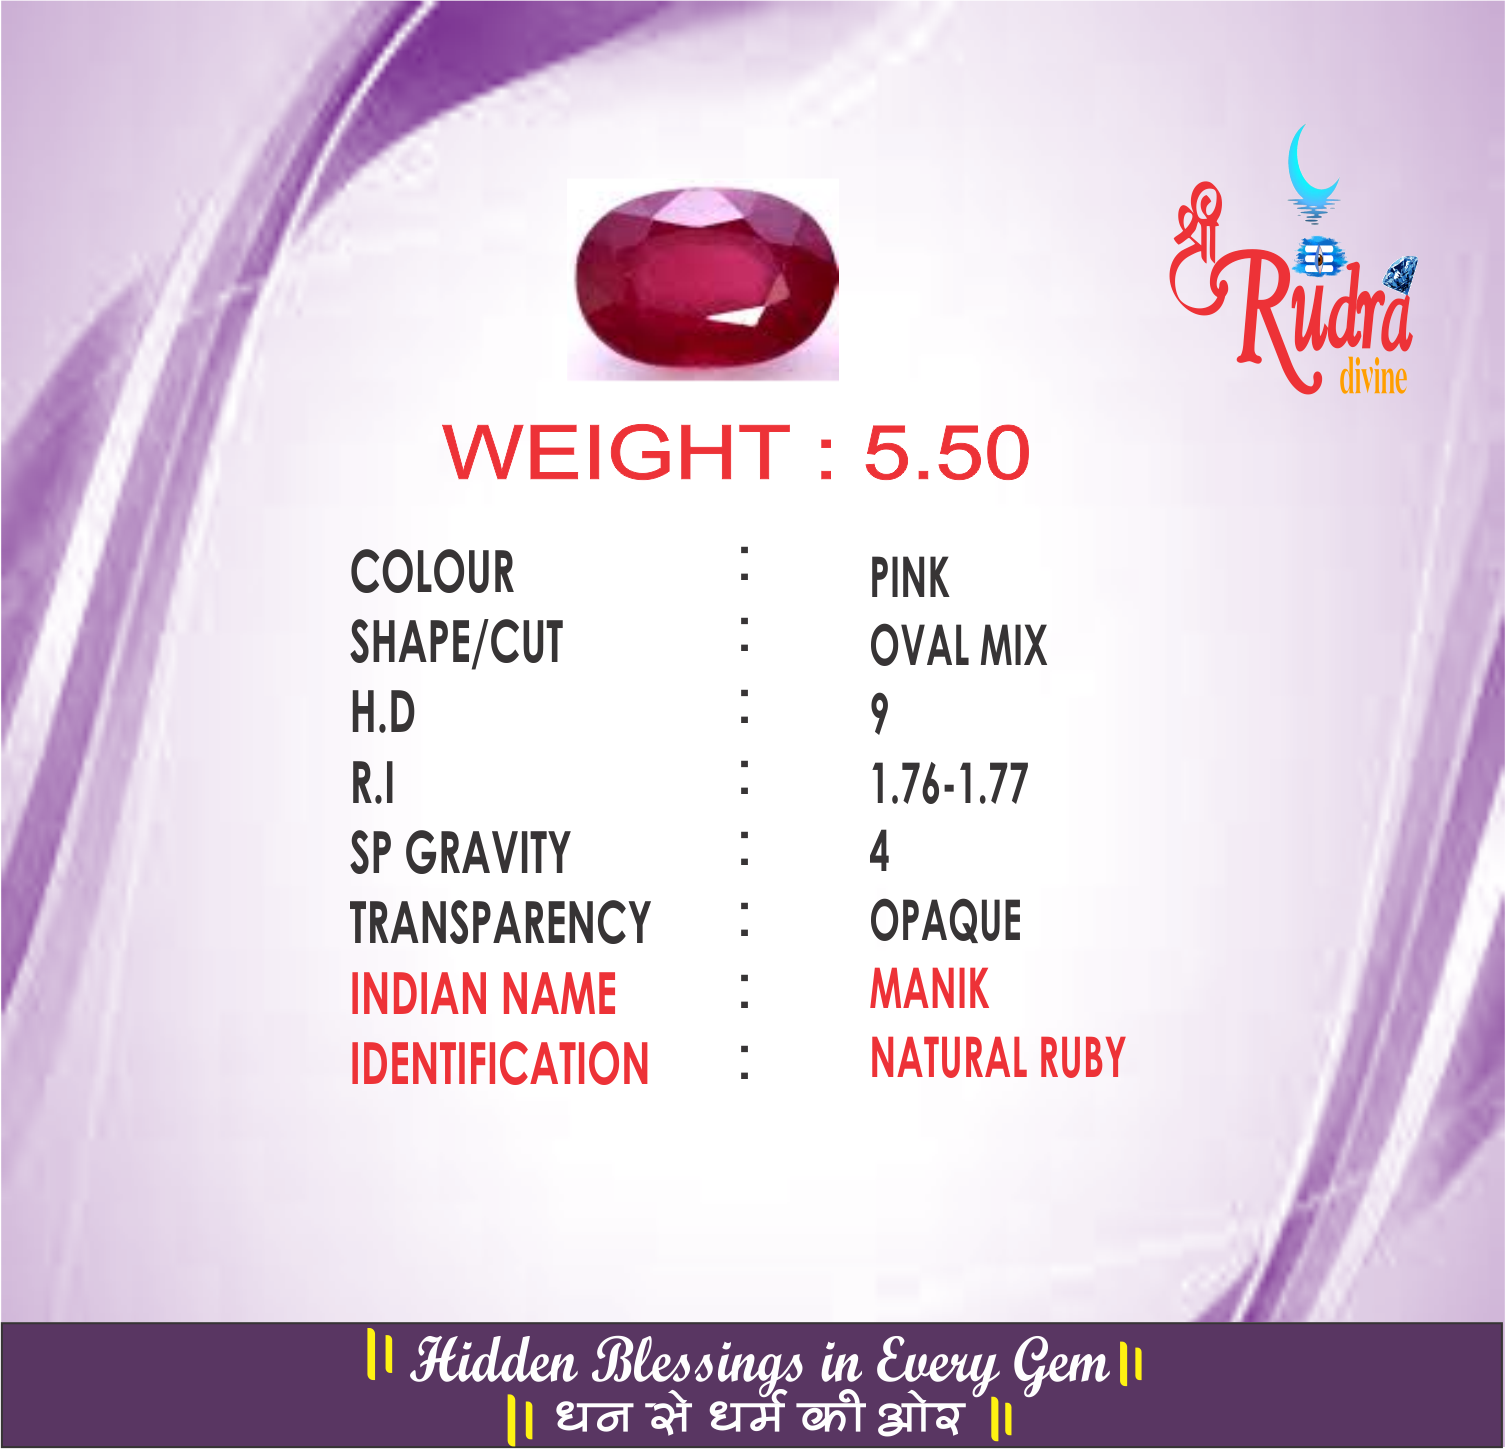 श्री
Rudra
divine
WEIGHT : 5.50
COLOUR : PINK
SHAPE/CUT : OVAL MIX
H.D : 9
R.I : 1.76-1.77
SP GRAVITY : 4
TRANSPARENCY : OPAQUE
INDIAN NAME : MANIK
IDENTIFICATION : NATURAL RUBY
|| Hidden Blessings in Every Gem ||
|| धन से धर्म की ओर ||